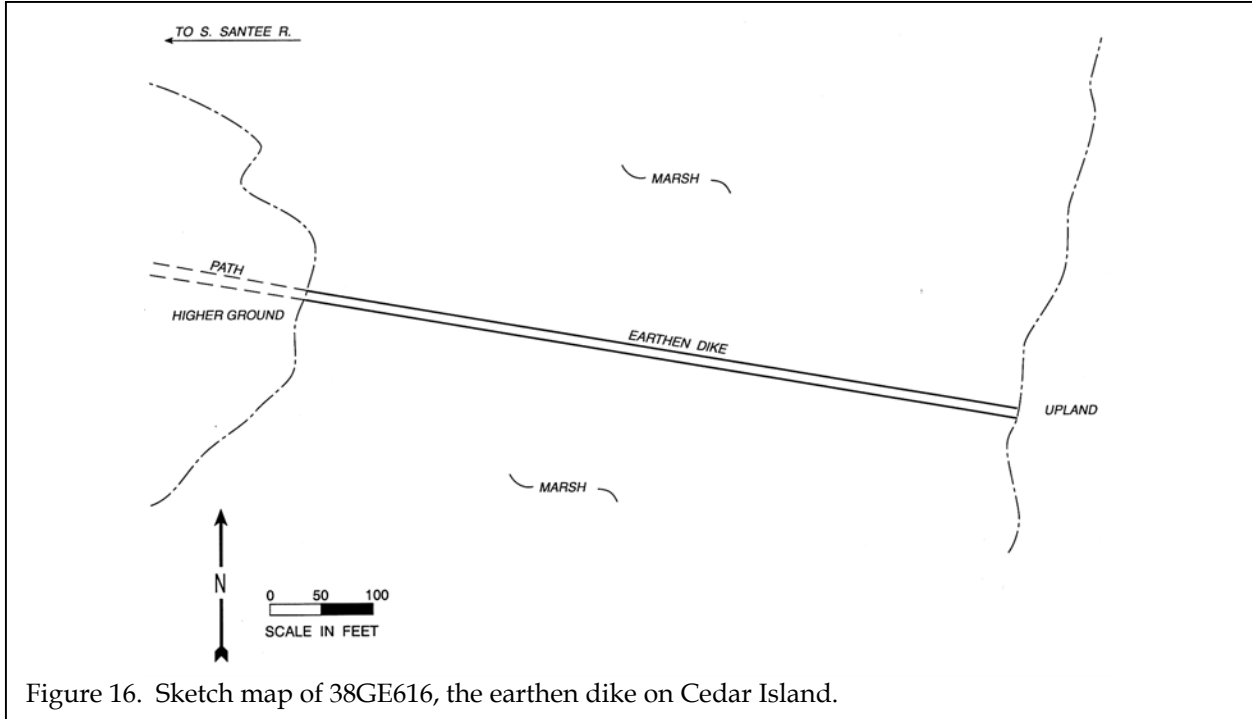 TO S. SANTEE R.
MARSH
PATH
HIGHER GROUND
EARTHEN DIKE
UPLAND
MARSH
N
0 50 100
SCALE IN FEET
Figure 16. Sketch map of 38GE616, the earthen dike on Cedar Island.